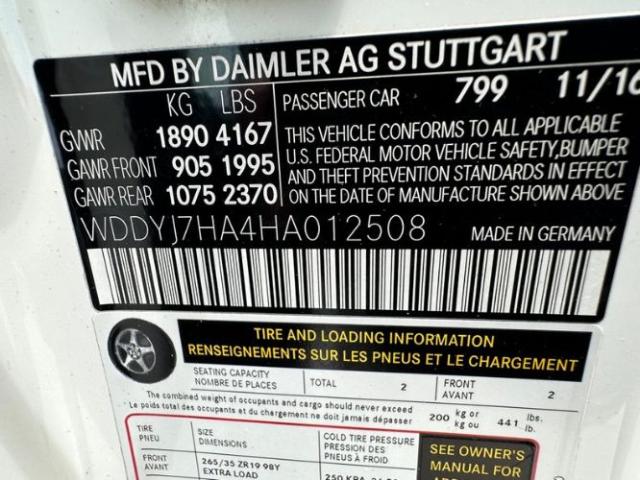 MFD BY DAIMLER AG STUTTGART
KG LBS
PASSENGER CAR 799 11/16
GVWR 1890 4167
GAWR FRONT 905 1995
GAWR REAR 1075 2370
THIS VEHICLE CONFORMS TO ALL APPLICABLE
U.S. FEDERAL MOTOR VEHICLE SAFETY,BUMPER
AND THEFT PREVENTION STANDARDS IN EFFECT
ON THE DATE OF MANUFACTURE SHOWN ABOVE
WDDYJ7HA4HA012508
MADE IN GERMANY
TIRE AND LOADING INFORMATION
RENSEIGNEMENTS SUR LES PNEUS ET LE CHARGEMENT
SEATING CAPACITY
NOMBRE DE PLACES
TOTAL 2
FRONT
AVANT
2
The combined weight of occupants and cargo should never exceed
Le poids total des occupants et du chargement ne doit jamais dépasser
200 kg or
kg ou
441 lbs.
lb.
TIRE
PNEU
SIZE
DIMENSIONS
COLD TIRE PRESSURE
PRESSION DES
PNEUS À FROID
SEE OWNER'S
MANUAL FOR
FRONT
AVANT
265/35 ZR19 98Y
EXTRA LOAD
250 KPA